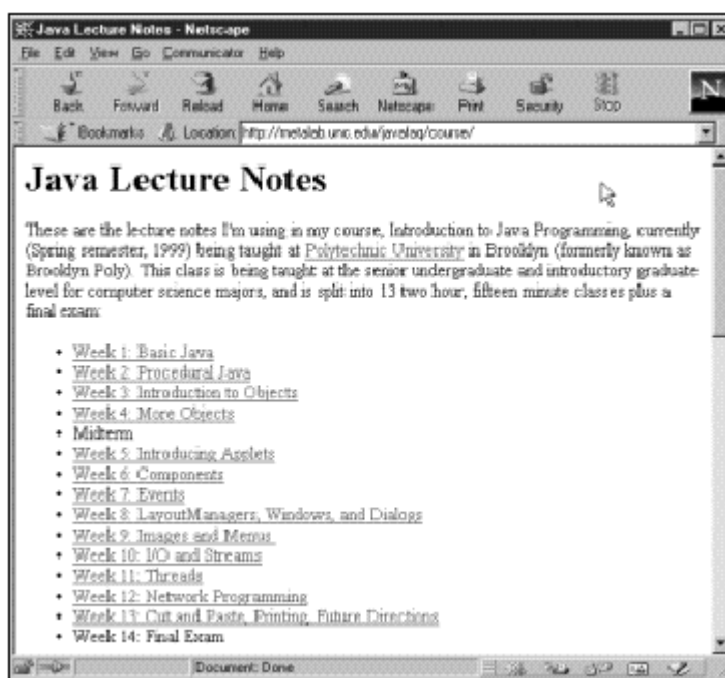 Java Lecture Notes - Netscape
File Edit View Go Communicator Help
Back Forward Reload Home Search Netscape Print Security Stop
N
Bookmarks Location: http://metalab.unc.edu/javafaq/course/
Java Lecture Notes
These are the lecture notes I'm using in my course, Introduction to Java Programming, currently
(Spring semester, 1999) being taught at Polytechnic University in Brooklyn (formerly known as
Brooklyn Poly). This class is being taught at the senior undergraduate and introductory graduate
level for computer science majors, and is split into 13 two hour, fifteen minute classes plus a
final exam:
• Week 1: Basic Java
• Week 2: Procedural Java
• Week 3: Introduction to Objects
• Week 4: More Objects
• Midterm
• Week 5: Introducing Applets
• Week 6: Components
• Week 7: Events
• Week 8: LayoutManagers, Windows, and Dialogs
• Week 9: Images and Menus
• Week 10: I/O and Streams
• Week 11: Threads
• Week 12: Network Programming
• Week 13: Cut and Paste, Printing, Future Directions
• Week 14: Final Exam
Document: Done